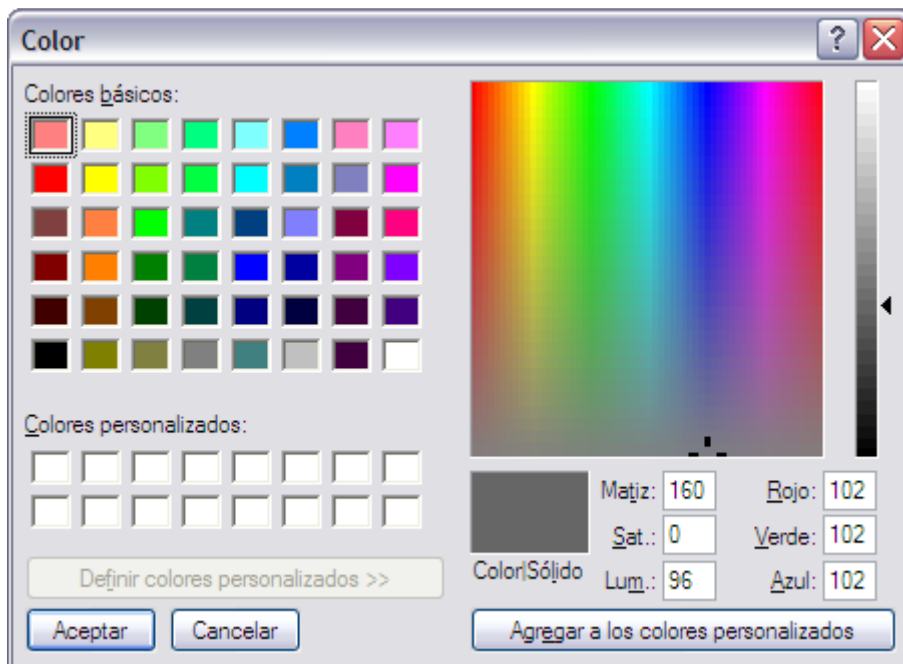 Color
Colores básicos:
Colores personalizados:
Definir colores personalizados >>
Aceptar
Cancelar
Color|Sólido
Matiz: 160
Sat.: 0
Lum.: 96
Rojo: 102
Verde: 102
Azul: 102
Agregar a los colores personalizados